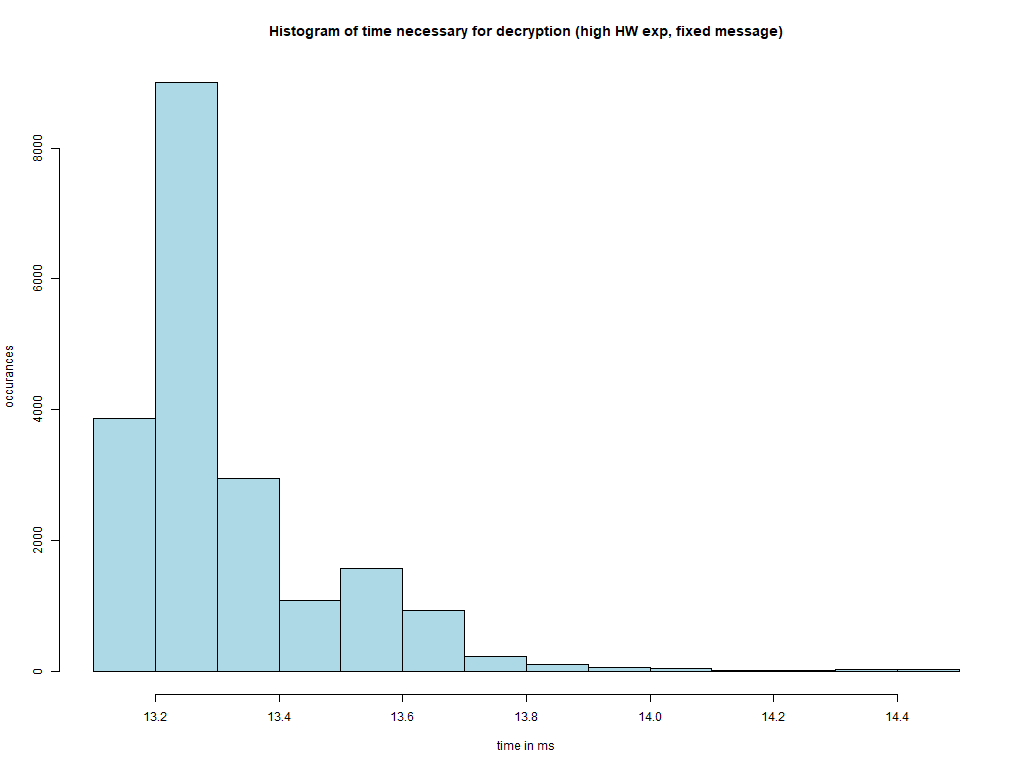 Histogram of time necessary for decryption (high HW exp, fixed message)
occurances
8000
6000
4000
2000
0
13.2 13.4 13.6 13.8 14.0 14.2 14.4
time in ms